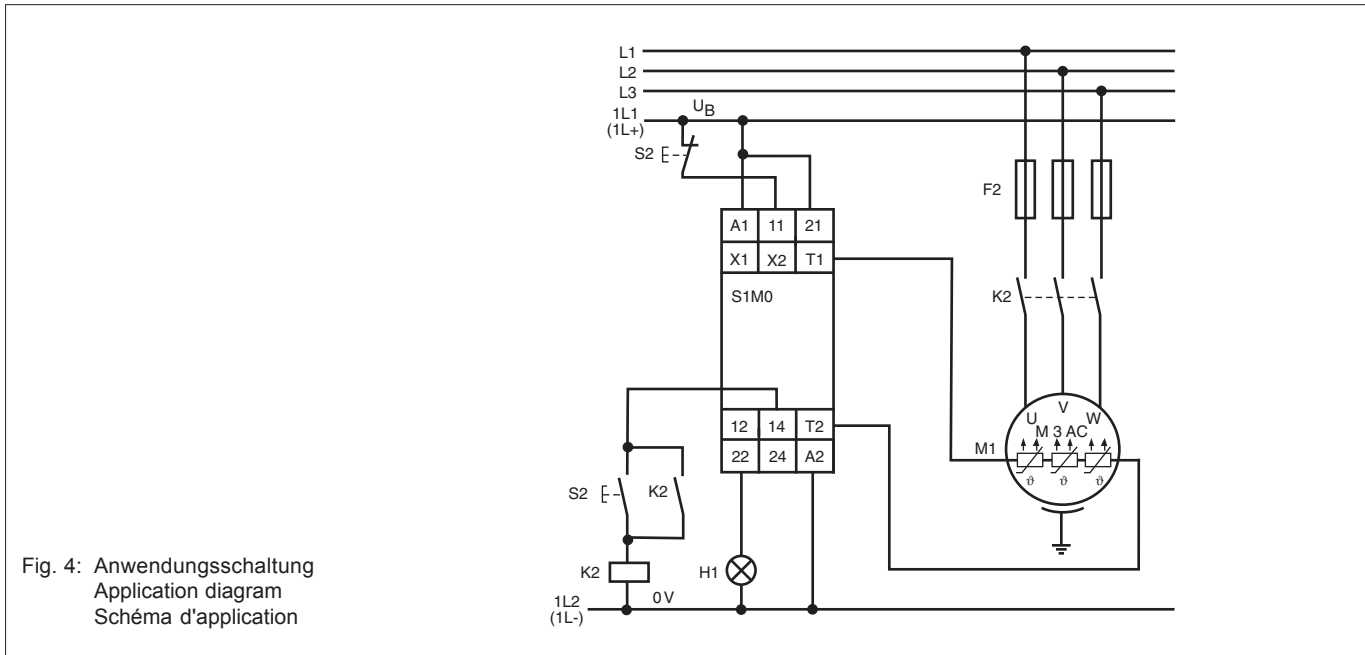 L1
L2
L3
1L1
(1L+)
U_B
S2
F2
A1 11 21
X1 X2 T1
S1M0
K2
12 14 T2
22 24 A2
U V W
M 3 AC
M1
ϑ ϑ ϑ
S2 K2
K2 H1
1L2
(1L-)
0 V
Fig. 4: Anwendungsschaltung
Application diagram
Schéma d'application